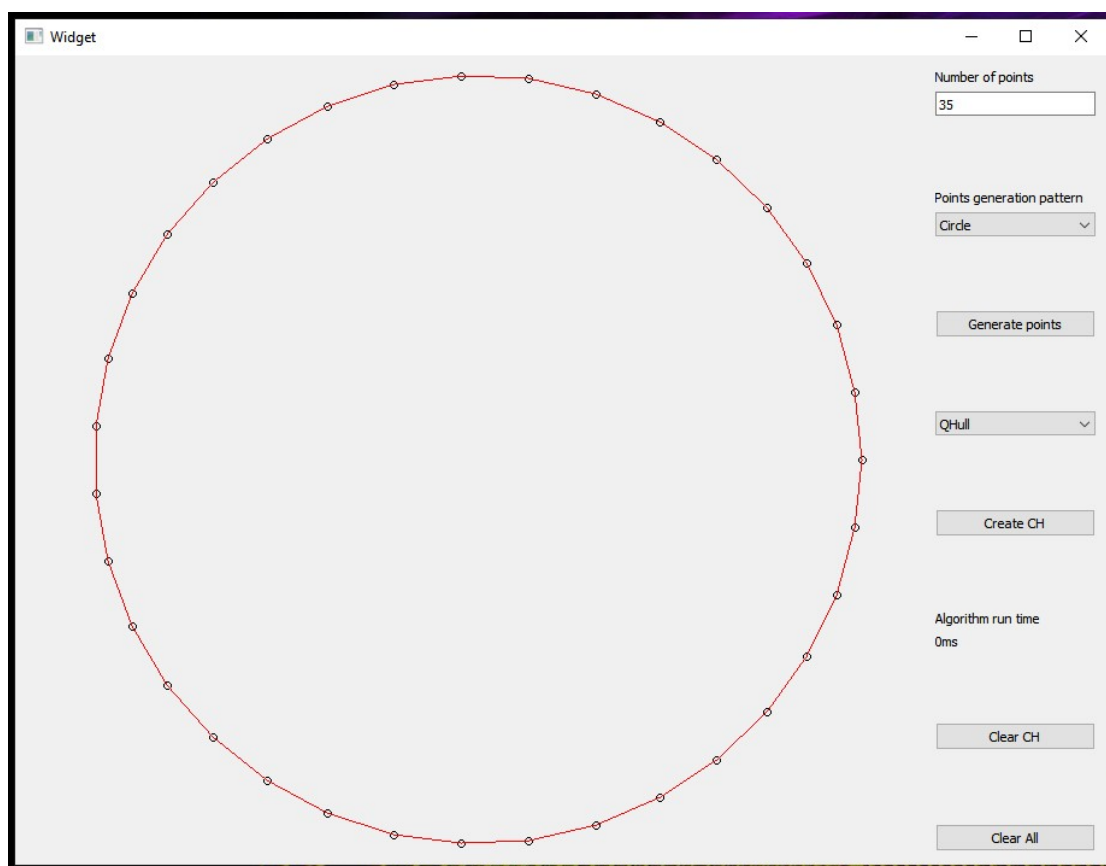 Widget
Number of points
35
Points generation pattern
Circle
Generate points
QHull
Create CH
Algorithm run time
0ms
Clear CH
Clear All